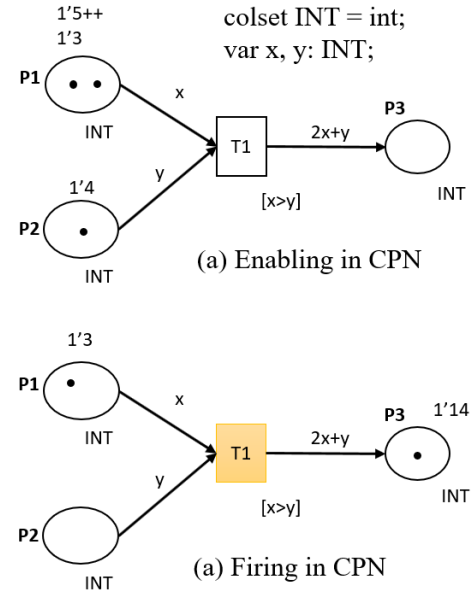 1'5++
1'3
colset INT = int;
var x, y: INT;
P1
x
P3
INT
T1
2x+y
1'4
y
INT
P2
[x>y]
INT
(a) Enabling in CPN
1'3
P1
x
P3
1'14
INT
T1
2x+y
y
INT
P2
[x>y]
INT
(a) Firing in CPN